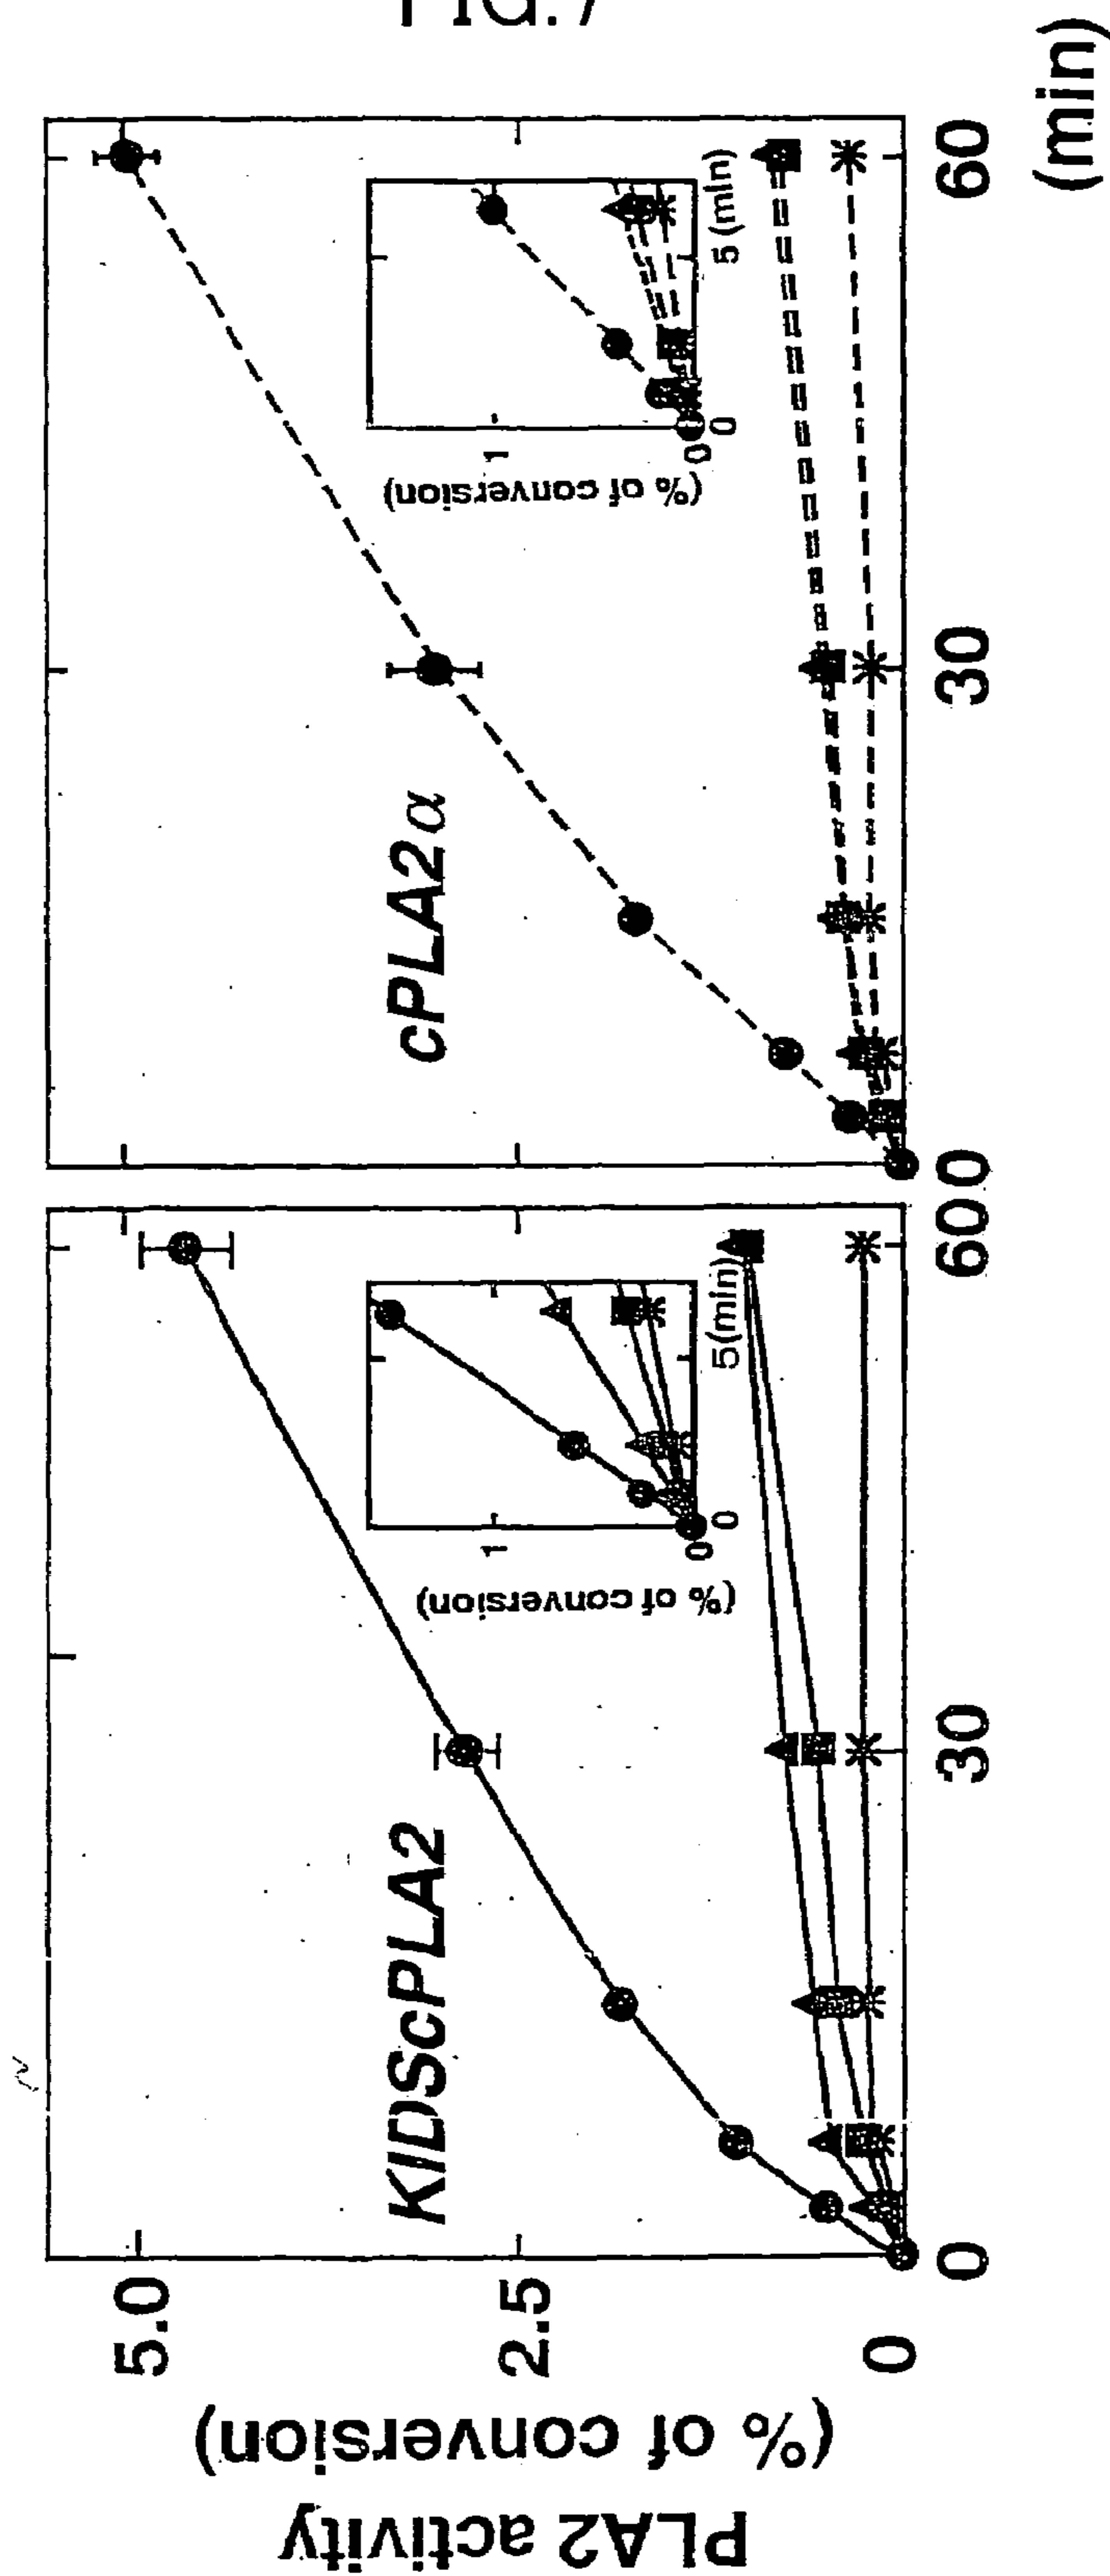 FIG.7
PLA2 activity
(% of conversion)
5.0
2.5
0
KIDScPLA2
(% of conversion)
1
0
0
5(min)
0
30
60
cPLA2α
(% of conversion)
1
0
0
5 (min)
0
30
60
(min)